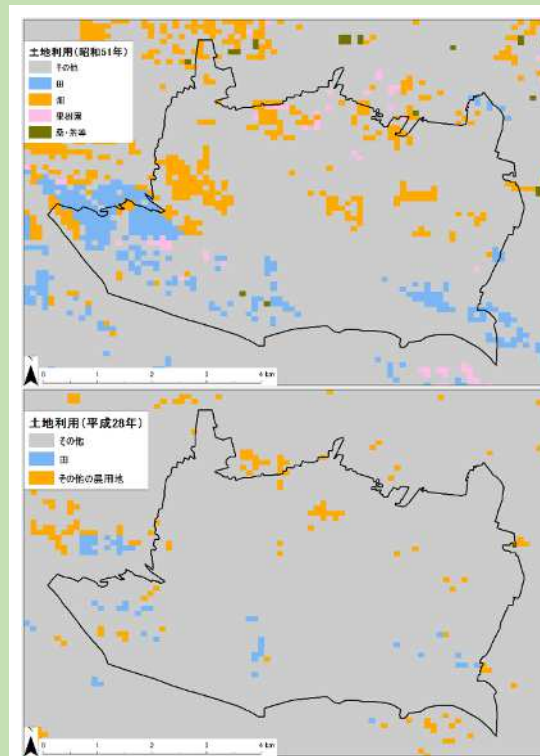 土地利用(昭和51年)
その他
田
畑
果樹園
桑・茶等
0 1 2 4 km
土地利用(平成28年)
その他
田
その他の農用地
0 1 2 4 km